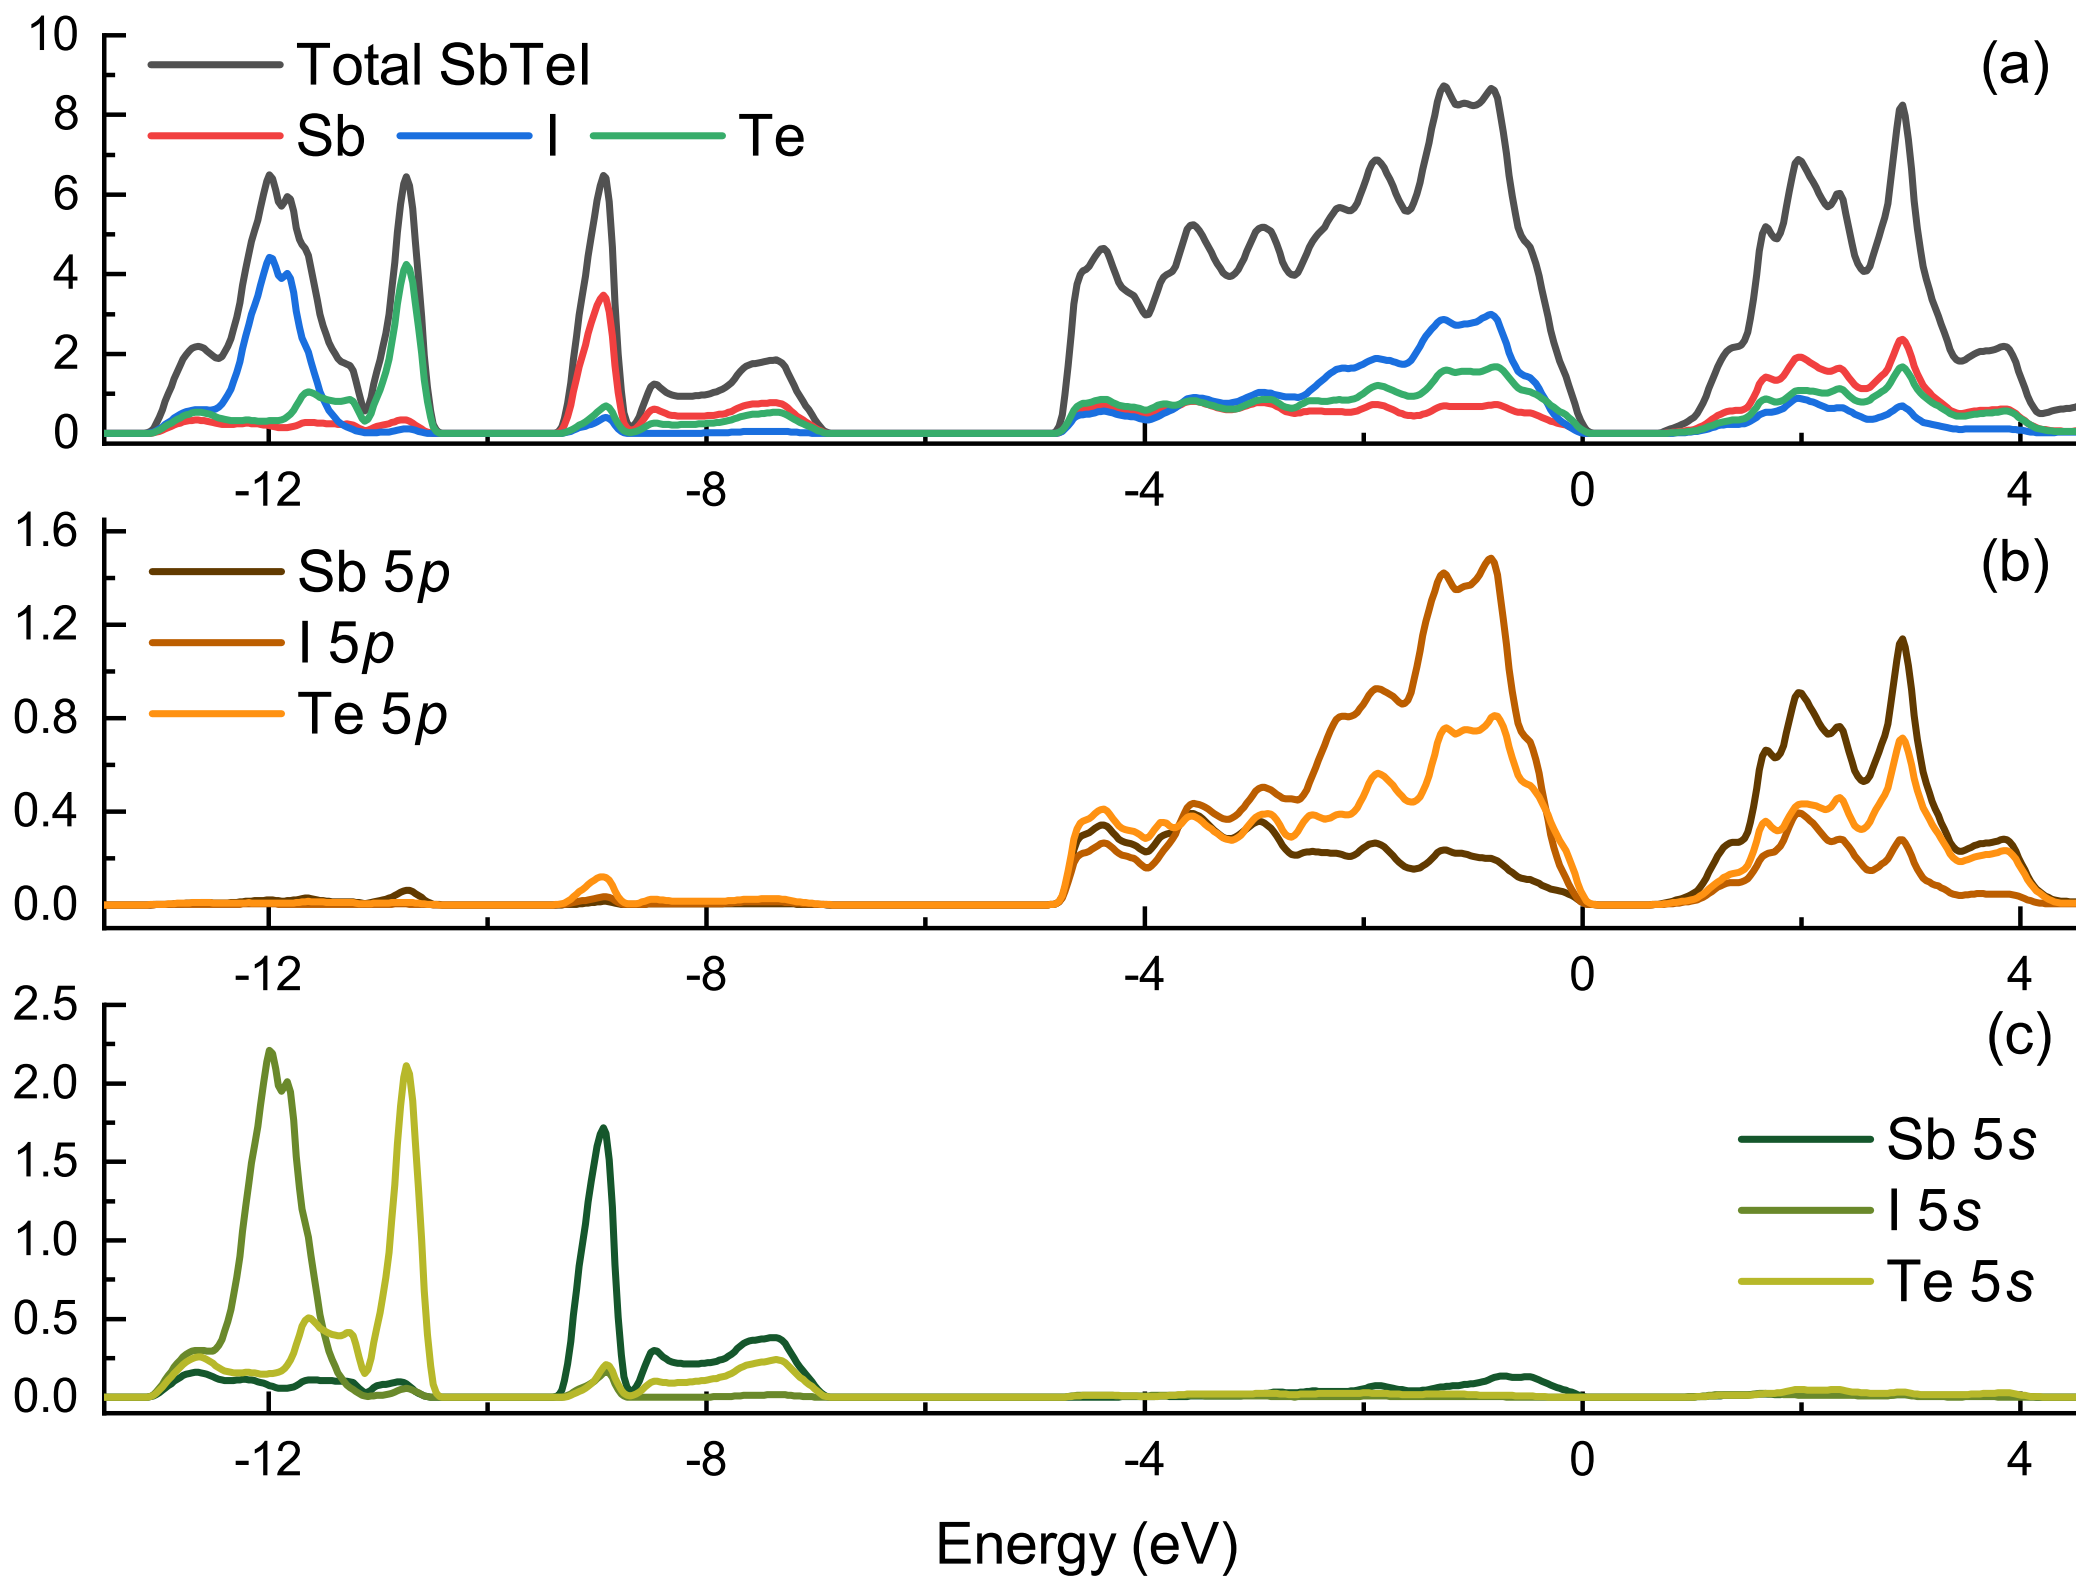 10
8
6
4
2
0
Total SbTeI
Sb I Te
(a)
-12 -8 -4 0 4
1.6
1.2
0.8
0.4
0.0
Sb 5p
I 5p
Te 5p
(b)
-12 -8 -4 0 4
2.5
2.0
1.5
1.0
0.5
0.0
(c)
Sb 5s
I 5s
Te 5s
-12 -8 -4 0 4
Energy (eV)